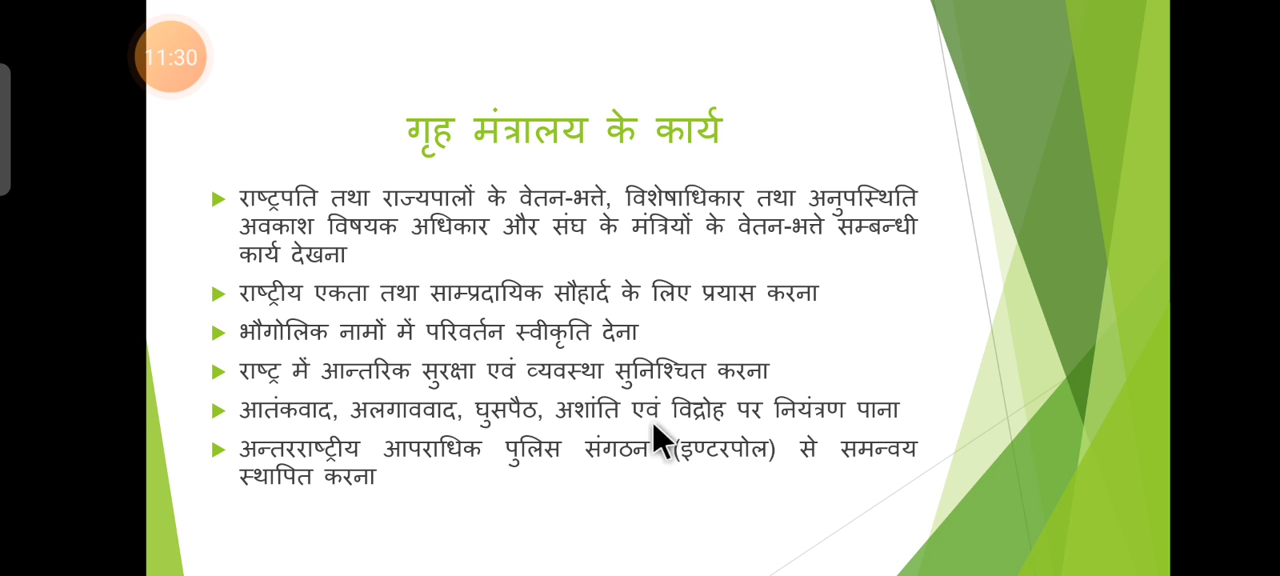 11:30
गृह मंत्रालय के कार्य
राष्ट्रपति तथा राज्यपालों के वेतन-भत्ते, विशेषाधिकार तथा अनुपस्थिति
अवकाश विषयक अधिकार और संघ के मंत्रियों के वेतन-भत्ते सम्बन्धी
कार्य देखना
राष्ट्रीय एकता तथा साम्प्रदायिक सौहार्द के लिए प्रयास करना
भौगोलिक नामों में परिवर्तन स्वीकृति देना
राष्ट्र में आन्तरिक सुरक्षा एवं व्यवस्था सुनिश्चित करना
आतंकवाद, अलगाववाद, घुसपैठ, अशांति एवं विद्रोह पर नियंत्रण पाना
अन्तरराष्ट्रीय आपराधिक पुलिस संगठन (इण्टरपोल) से समन्वय
स्थापित करना